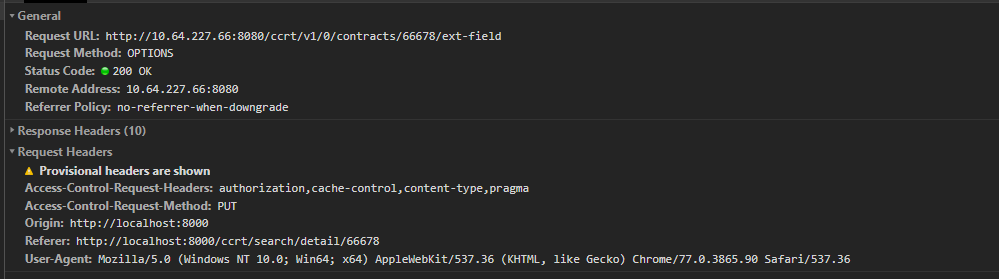 General
Request URL: http://10.64.227.66:8080/ccrt/v1/0/contracts/66678/ext-field
Request Method: OPTIONS
Status Code: 200 OK
Remote Address: 10.64.227.66:8080
Referrer Policy: no-referrer-when-downgrade
Response Headers (10)
Request Headers
Provisional headers are shown
Access-Control-Request-Headers: authorization,cache-control,content-type,pragma
Access-Control-Request-Method: PUT
Origin: http://localhost:8000
Referer: http://localhost:8000/ccrt/search/detail/66678
User-Agent: Mozilla/5.0 (Windows NT 10.0; Win64; x64) AppleWebKit/537.36 (KHTML, like Gecko) Chrome/77.0.3865.90 Safari/537.36